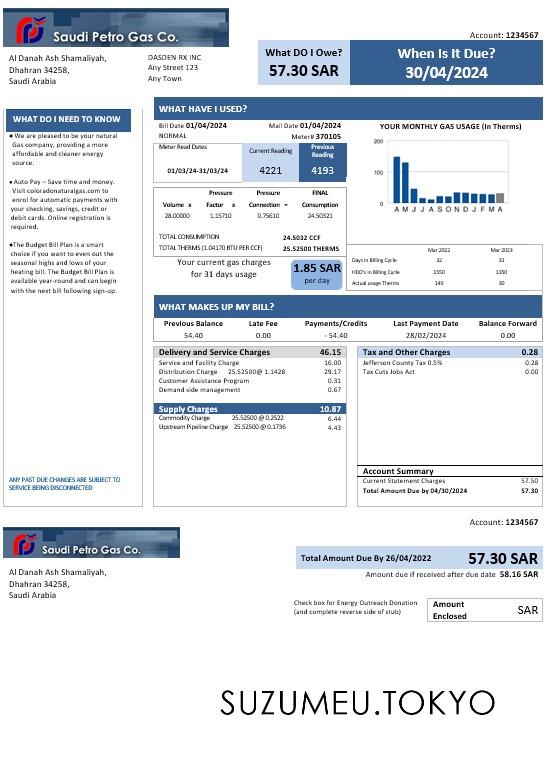 Saudi Petro Gas Co.
Account: 1234567
Al Danah Ash Shamaliyah,
Dhahran 34258,
Saudi Arabia
DASDEN RX INC
Any Street 123
Any Town
What DO I Owe?
57.30 SAR
When Is It Due?
30/04/2024
WHAT DO I NEED TO KNOW
● We are pleased to be your natural
Gas company, providing a more
affordable and cleaner energy
source.
● Auto Pay – Save time and money.
Visit coloradonaturalgas.com to
enrol for automatic payments with
your checking, savings, credit or
debit cards. Online registration is
required.
●The Budget Bill Plan is a smart
choice if you want to even out the
seasonal highs and lows of your
heating bill. The Budget Bill Plan is
available year-round and can begin
with the next bill following sign-up.
ANY PAST DUE CHANGES ARE SUBJECT TO
SERVICE BEING DISCONNECTED
WHAT HAVE I USED?
Bill Date 01/04/2024 Mail Date 01/04/2024
NORMAL Meter# 370105
Meter Read Dates Current Reading Previous Reading
01/03/24-31/03/24 4221 4193
Pressure Pressure FINAL
Volume x Factor x Connection = Consumption
28.00000 1.15710 0.75610 24.50321
TOTAL CONSUMPTION 24.5032 CCF
TOTAL THERMS (1.04170 BTU PER CCF) 25.52500 THERMS
Your current gas charges
for 31 days usage
1.85 SAR
per day
YOUR MONTHLY GAS USAGE (In Therms)
200
100
0
A M J J A S O N D J F M A
Mar 2022 Mar 2023
Days in Billing Cycle 32 31
HDD's in Billing Cycle 1550 1350
Actual usage Therms 149 30
WHAT MAKES UP MY BILL?
Previous Balance Late Fee Payments/Credits Last Payment Date Balance Forward
54.40 0.00 - 54.40 28/02/2024 0.00
Delivery and Service Charges 46.15
Service and Facility Charge 16.00
Distribution Charge 25.52500@ 1.1428 29.17
Customer Assistance Program 0.31
Demand side management 0.67
Supply Charges 10.87
Commodity Charge 25.52500 @ 0.2522 6.44
Upstream Pipeline Charge 25.52500 @ 0.1736 4.43
Tax and Other Charges 0.28
Jefferson County Tax 0.5% 0.28
Tax Cuts Jobs Act 0.00
Account Summary
Current Statement Charges 57.50
Total Amount Due by 04/30/2024 57.30
Account: 1234567
Saudi Petro Gas Co.
Al Danah Ash Shamaliyah,
Dhahran 34258,
Saudi Arabia
Total Amount Due By 26/04/2022 57.30 SAR
Amount due if received after due date 58.16 SAR
Check box for Energy Outreach Donation
(and complete reverse side of stub)
Amount
Enclosed
SAR
SUZUMEU.TOKYO